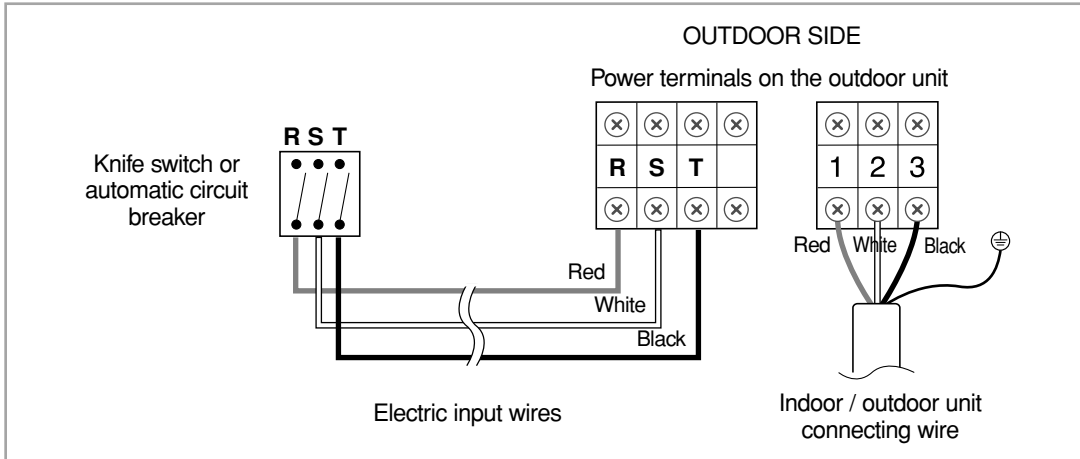 OUTDOOR SIDE
Power terminals on the outdoor unit
R S T
Knife switch or
automatic circuit
breaker
R S T
1 2 3
Red White Black
Red
White
Black
Electric input wires
Indoor / outdoor unit
connecting wire